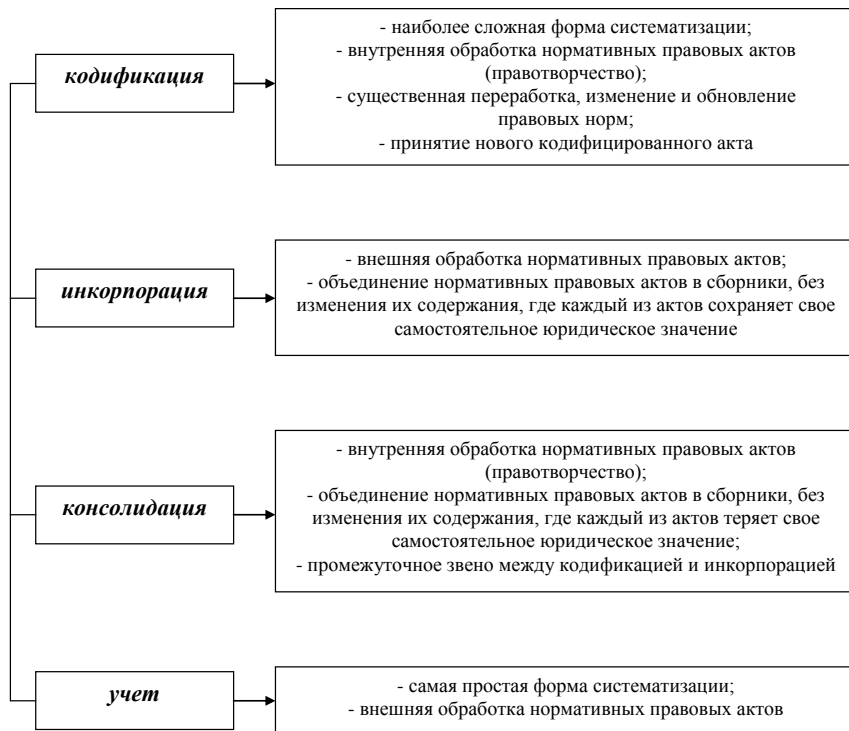 кодификация
- наиболее сложная форма систематизации;
- внутренняя обработка нормативных правовых актов
(правотворчество);
- существенная переработка, изменение и обновление
правовых норм;
- принятие нового кодифицированного акта
инкорпорация
- внешняя обработка нормативных правовых актов;
- объединение нормативных правовых актов в сборники, без
изменения их содержания, где каждый из актов сохраняет свое
самостоятельное юридическое значение
консолидация
- внутренняя обработка нормативных правовых актов
(правотворчество);
- объединение нормативных правовых актов в сборники, без
изменения их содержания, где каждый из актов теряет свое
самостоятельное юридическое значение;
- промежуточное звено между кодификацией и инкорпорацией
учет
- самая простая форма систематизации;
- внешняя обработка нормативных правовых актов